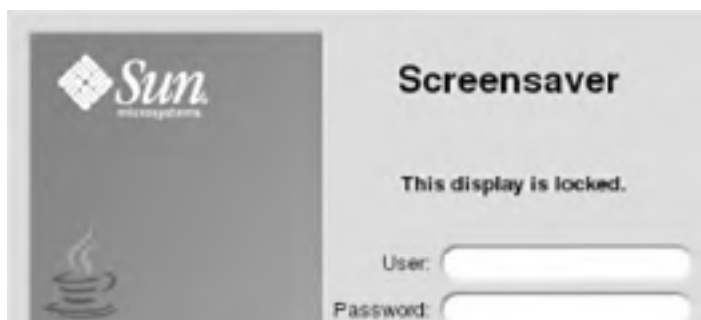 Sun
microsystems
Screensaver
This display is locked.
User:
Password: